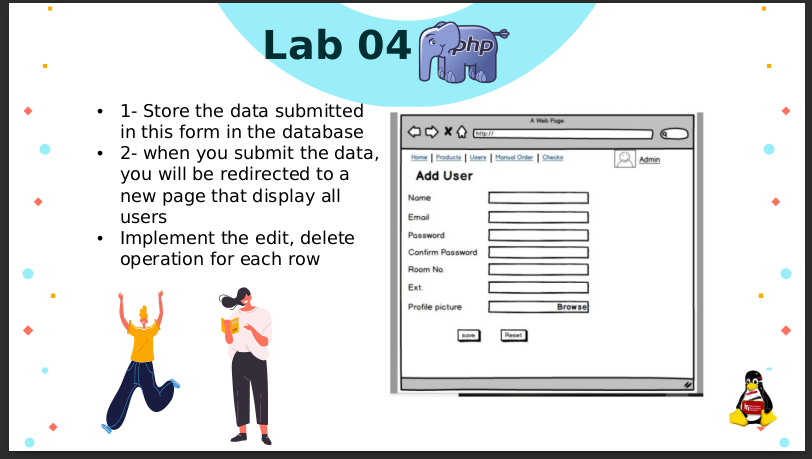 Lab 04
php
• 1- Store the data submitted
in this form in the database
• 2- when you submit the data,
you will be redirected to a
new page that display all
users
• Implement the edit, delete
operation for each row
A Web Page
http://
Home | Products | Users | Manual Order | Checks
Admin
Add User
Name
Email
Password
Confirm Password
Room No.
Ext.
Profile picture
Browse
save
Reset